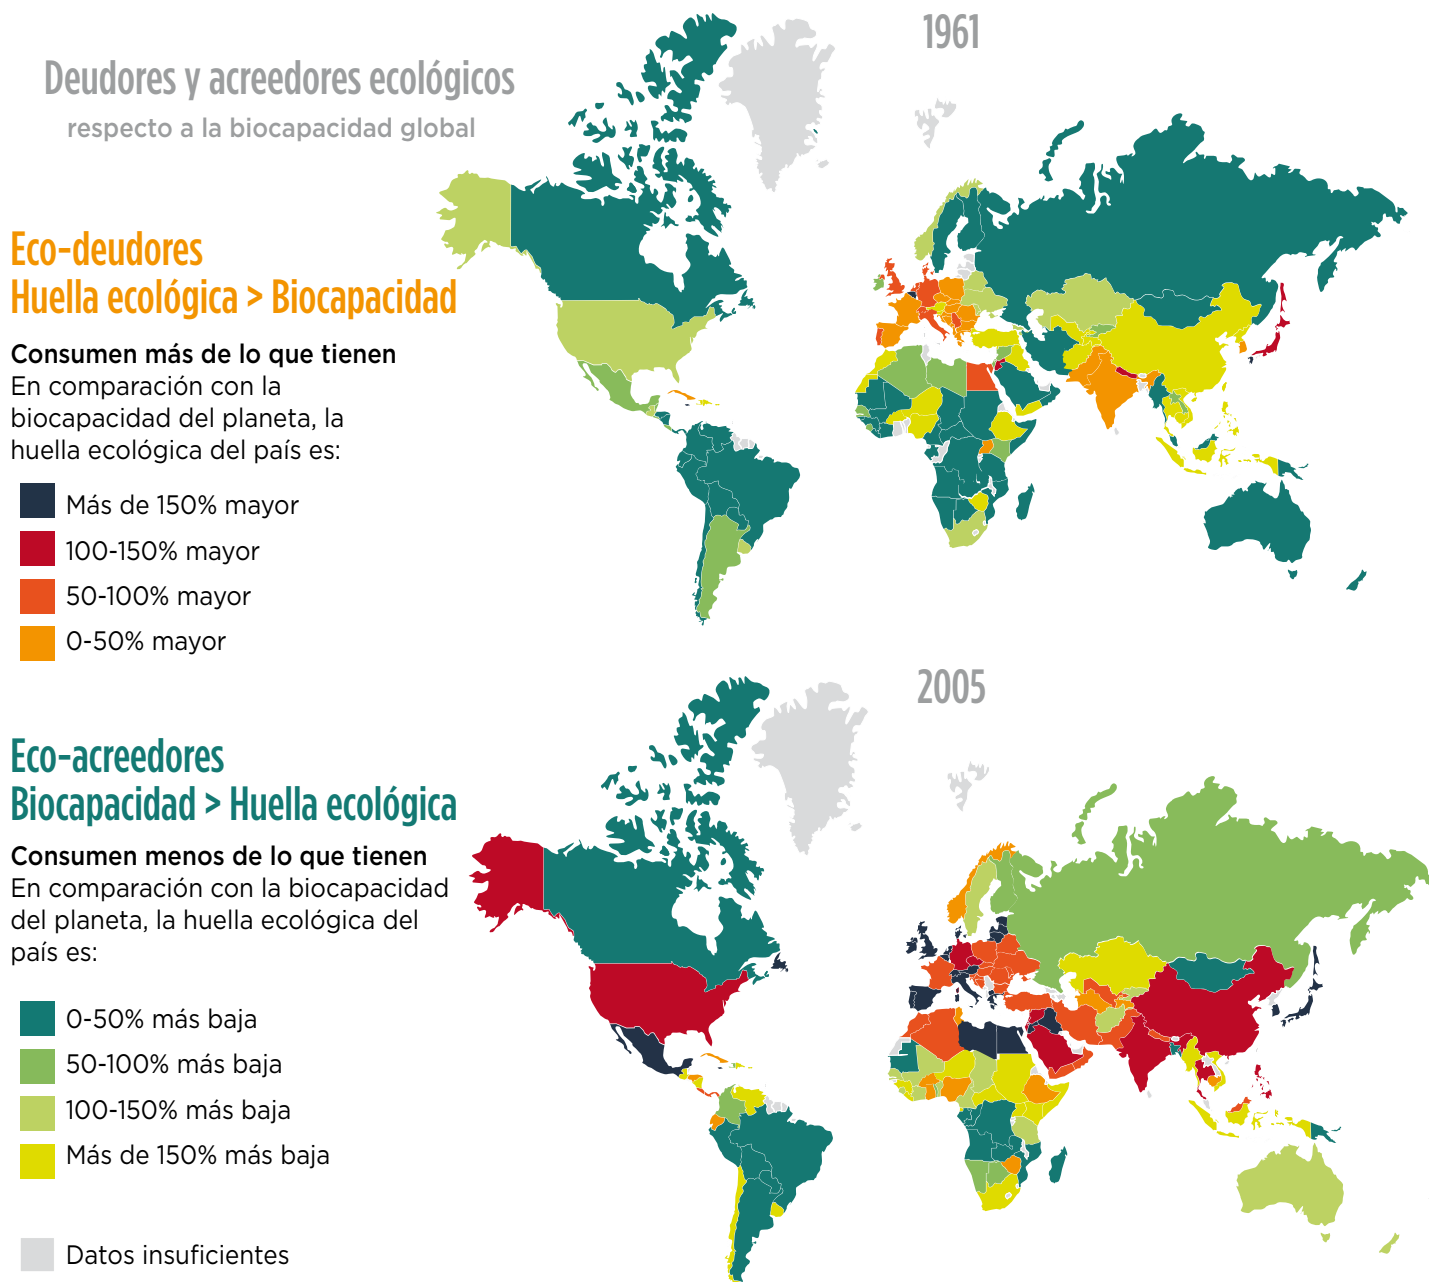 Deudores y acreedores ecológicos
respecto a la biocapacidad global
1961
Eco-deudores
Huella ecológica > Biocapacidad
Consumen más de lo que tienen
En comparación con la
biocapacidad del planeta, la
huella ecológica del país es:
Más de 150% mayor
100-150% mayor
50-100% mayor
0-50% mayor
2005
Eco-acreedores
Biocapacidad > Huella ecológica
Consumen menos de lo que tienen
En comparación con la biocapacidad
del planeta, la huella ecológica del
país es:
0-50% más baja
50-100% más baja
100-150% más baja
Más de 150% más baja
Datos insuficientes